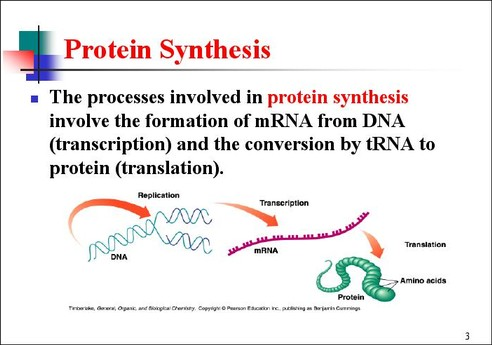 Protein Synthesis
The processes involved in protein synthesis
involve the formation of mRNA from DNA
(transcription) and the conversion by tRNA to
protein (translation).
Replication
Transcription
Translation
DNA
mRNA
Amino acids
Protein
Timberlake, General, Organic, and Biological Chemistry. Copyright © Pearson Education Inc., publishing as Benjamin Cummings
3